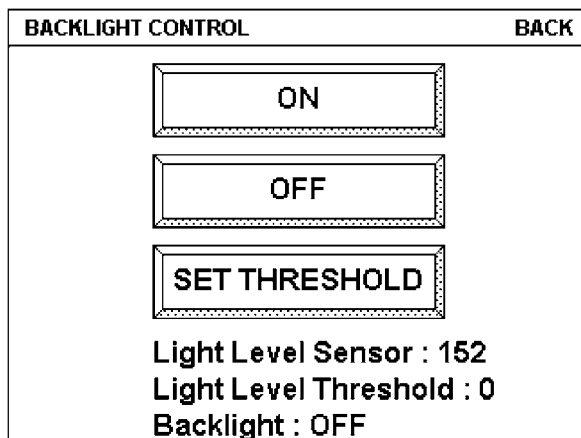 BACKLIGHT CONTROL BACK
ON
OFF
SET THRESHOLD
Light Level Sensor : 152
Light Level Threshold : 0
Backlight : OFF